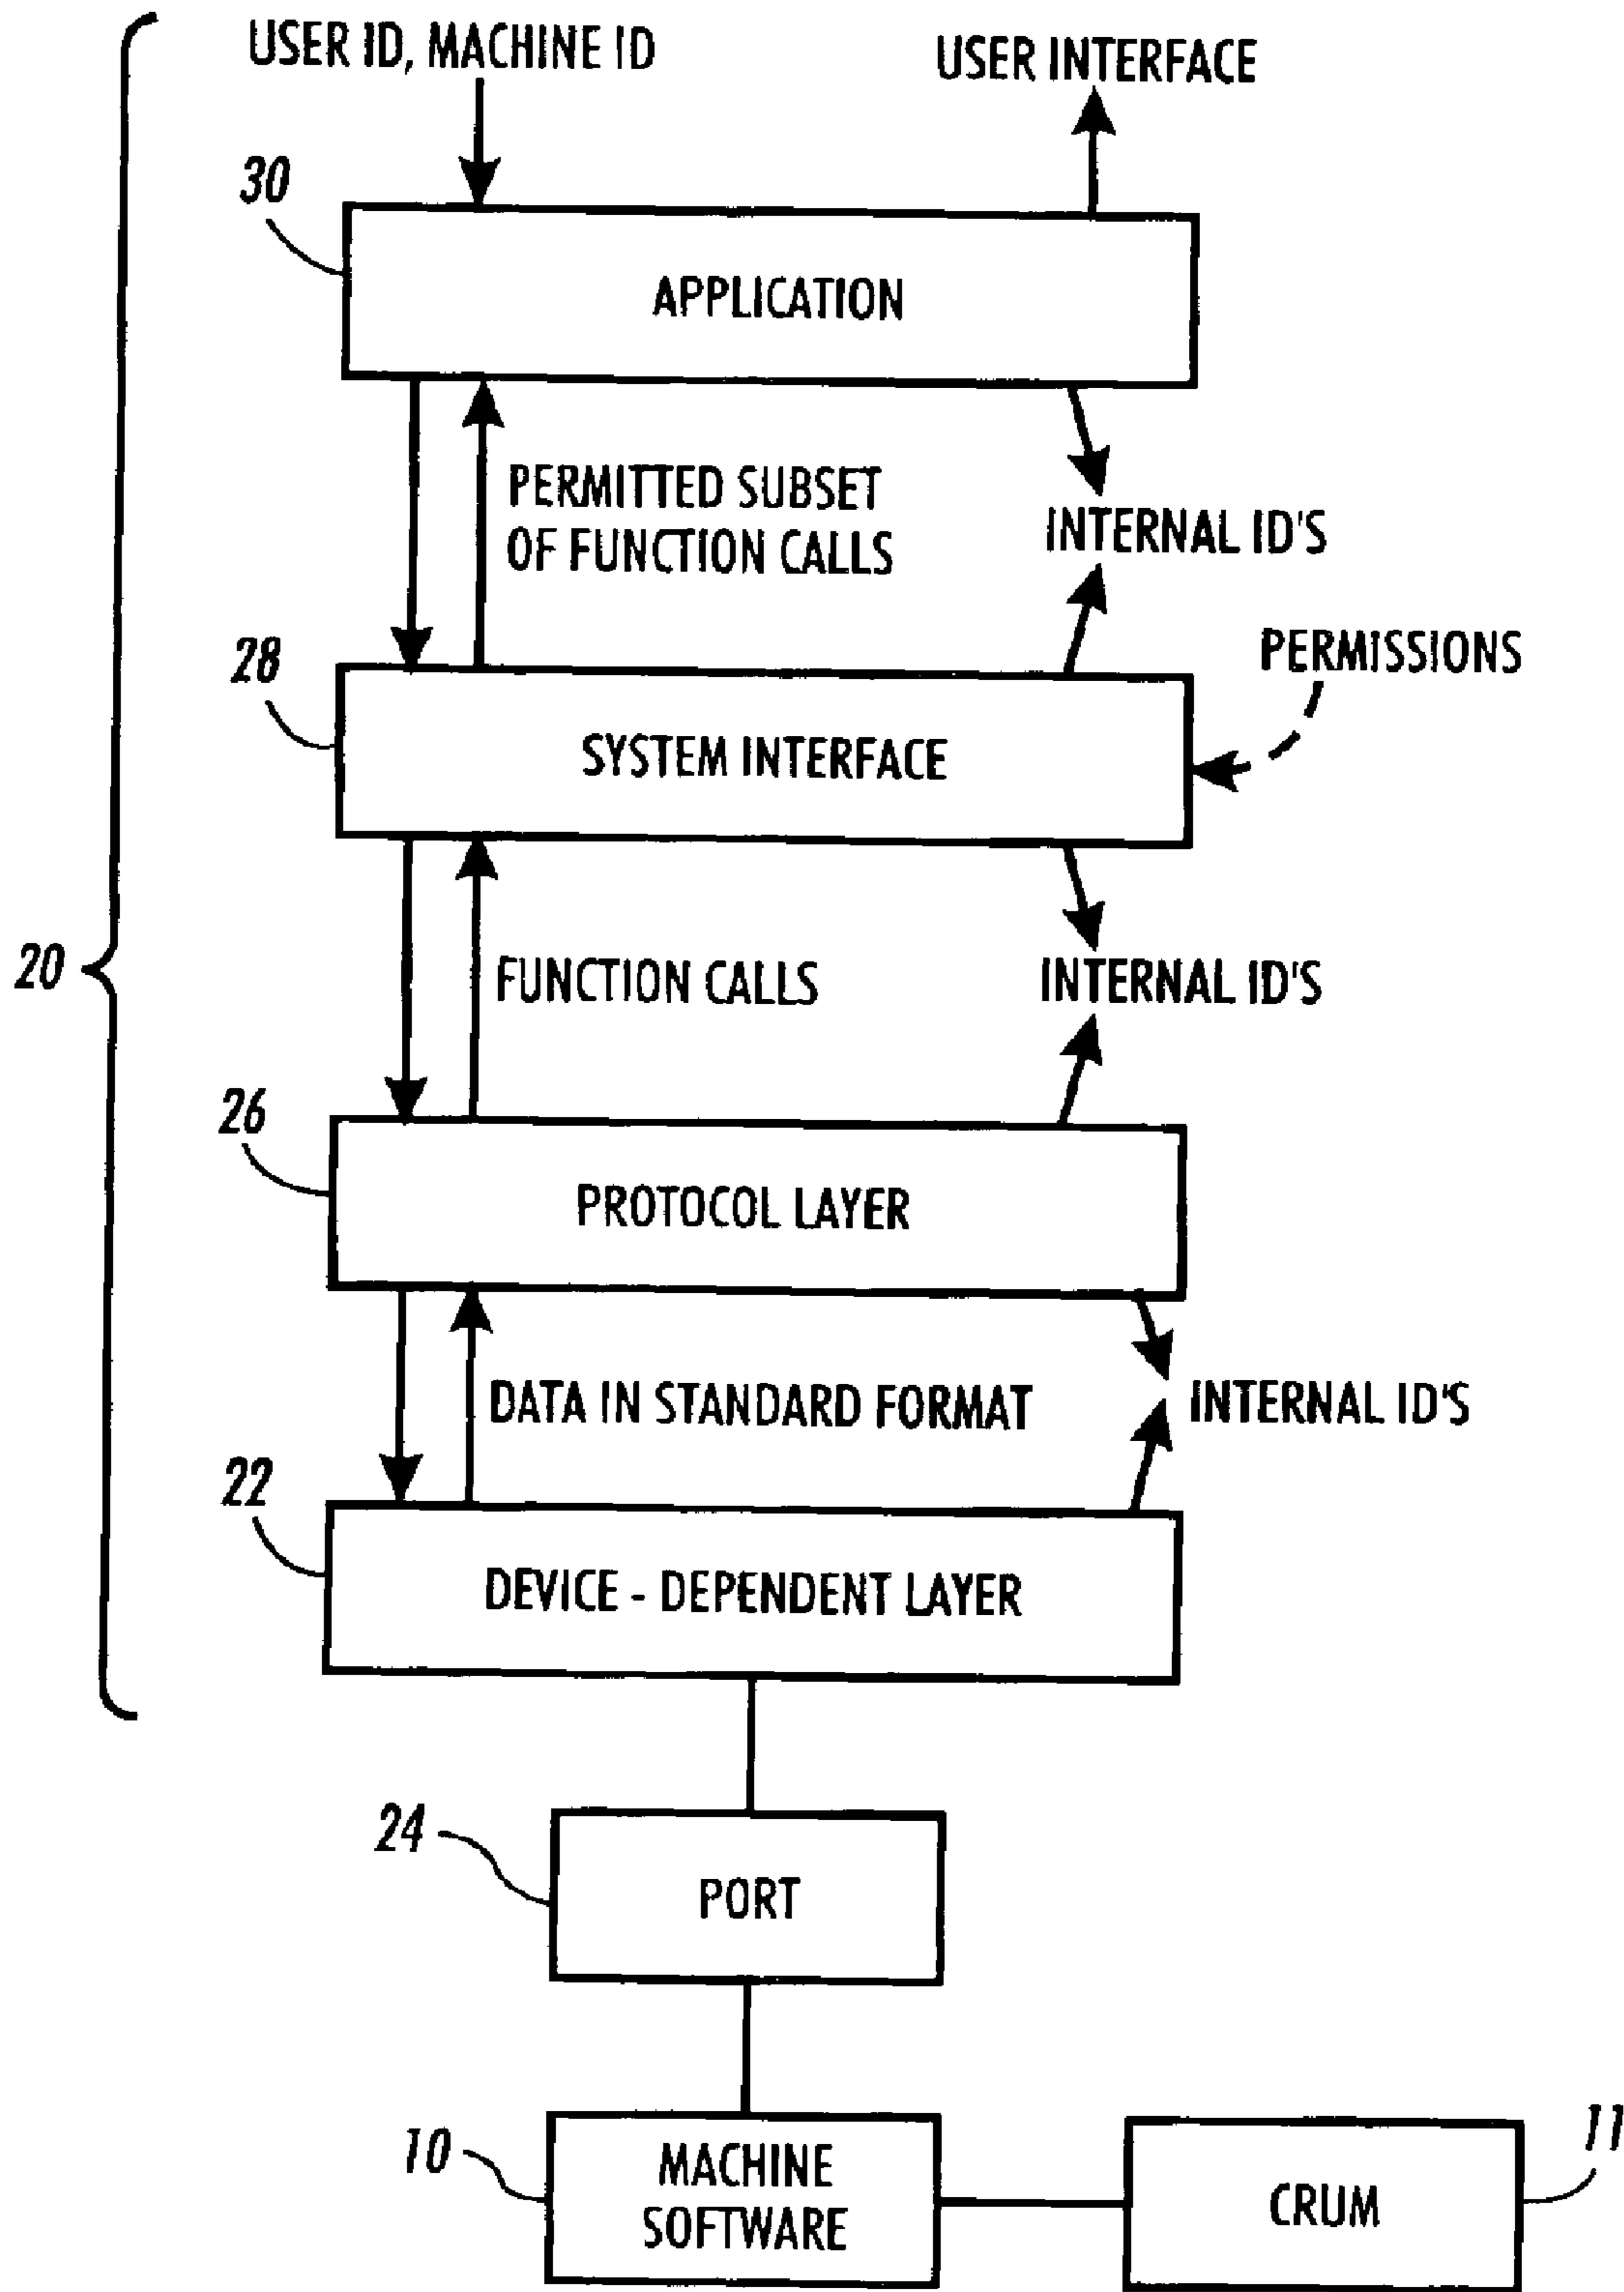 USER ID, MACHINE ID
USER INTERFACE
30
APPLICATION
PERMITTED SUBSET
OF FUNCTION CALLS
INTERNAL ID'S
PERMISSIONS
28
SYSTEM INTERFACE
20
FUNCTION CALLS
INTERNAL ID'S
26
PROTOCOL LAYER
DATA IN STANDARD FORMAT
INTERNAL ID'S
22
DEVICE - DEPENDENT LAYER
24
PORT
10
MACHINE
SOFTWARE
CRUM
11